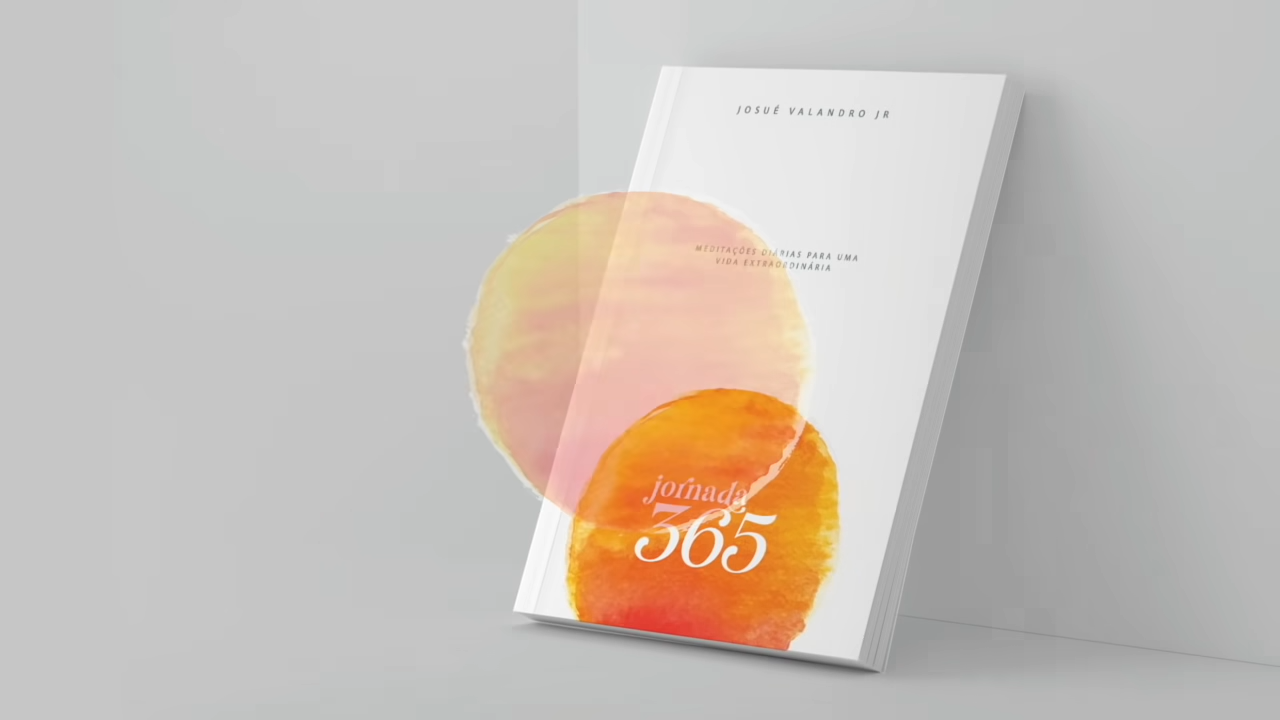 JOSUÉ VALANDRO JR
MEDITAÇÕES DIÁRIAS PARA UMA
VIDA EXTRAORDINÁRIA
jornada
365